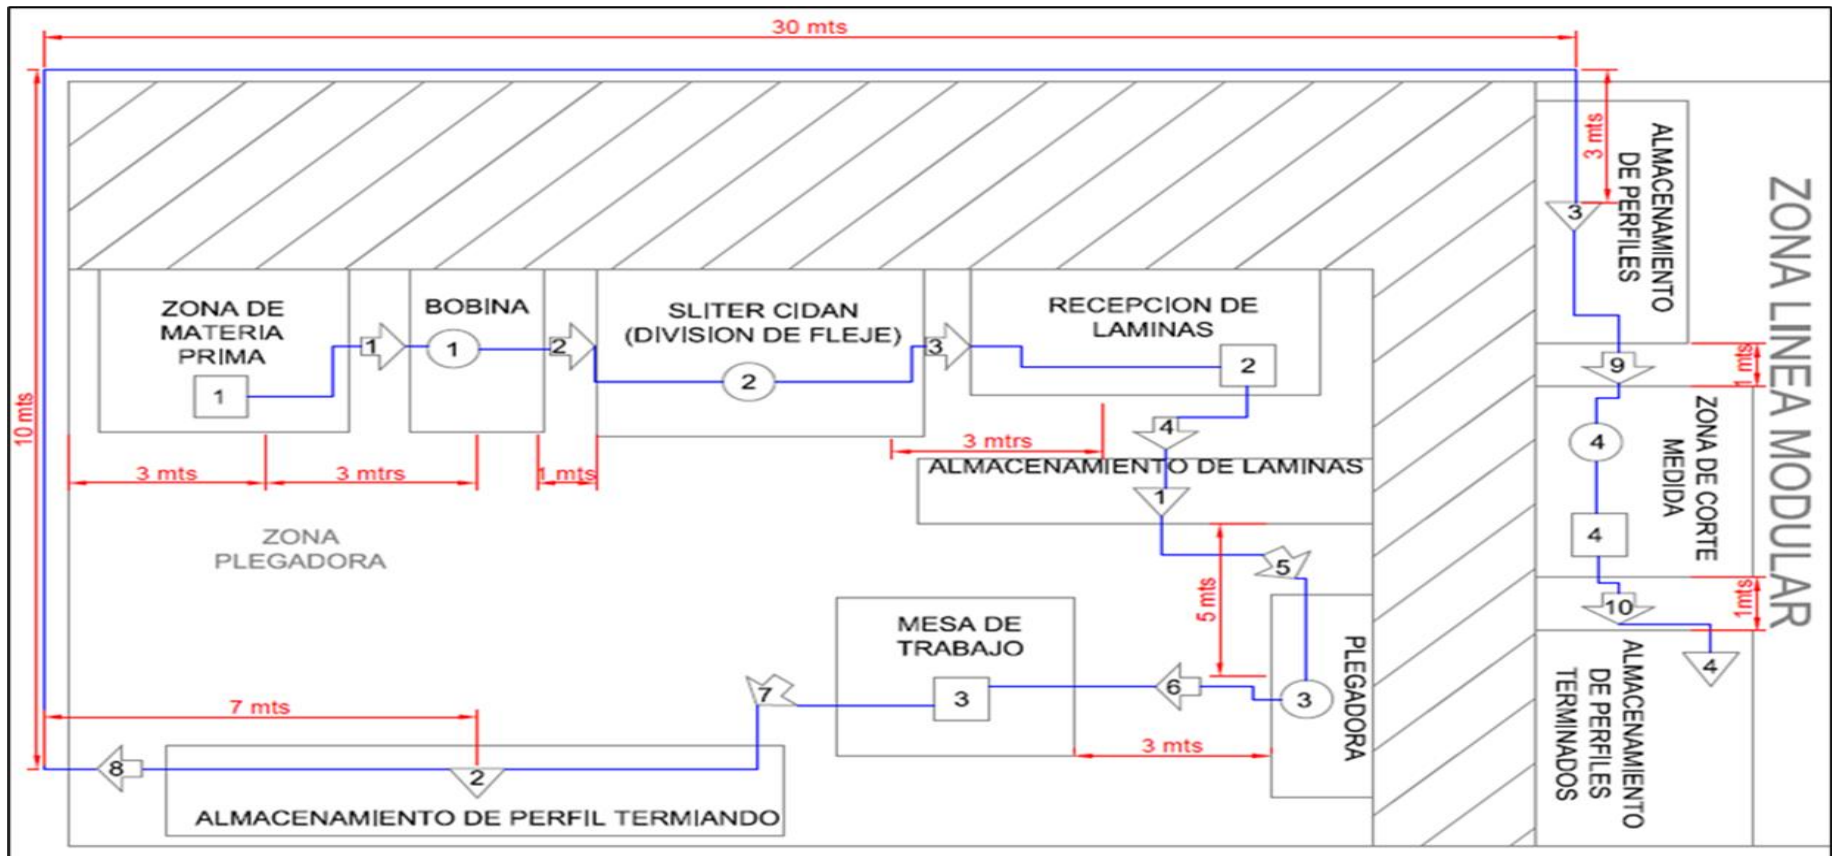 30 mts
3 mts
ALMACENAMIENTO
DE PERFILES
ZONA LINEA MODULAR
3
ZONA DE
MATERIA
PRIMA
1
1
BOBINA
1
2
SLITER CIDAN
(DIVISION DE FLEJE)
2
3
RECEPCION DE
LAMINAS
2
9
1 mts
10 mts
3 mts
3 mtrs
1 mts
3 mtrs
4
ALMACENAMIENTO DE LAMINAS
1
4
ZONA DE CORTE
MEDIDA
4
ZONA
PLEGADORA
5
5 mts
10
1mts
MESA DE
TRABAJO
3
6
3
PLEGADORA
7
3 mts
4
ALMACENAMIENTO
DE PERFILES
TERMINADOS
7 mts
8
2
ALMACENAMIENTO DE PERFIL TERMIANDO